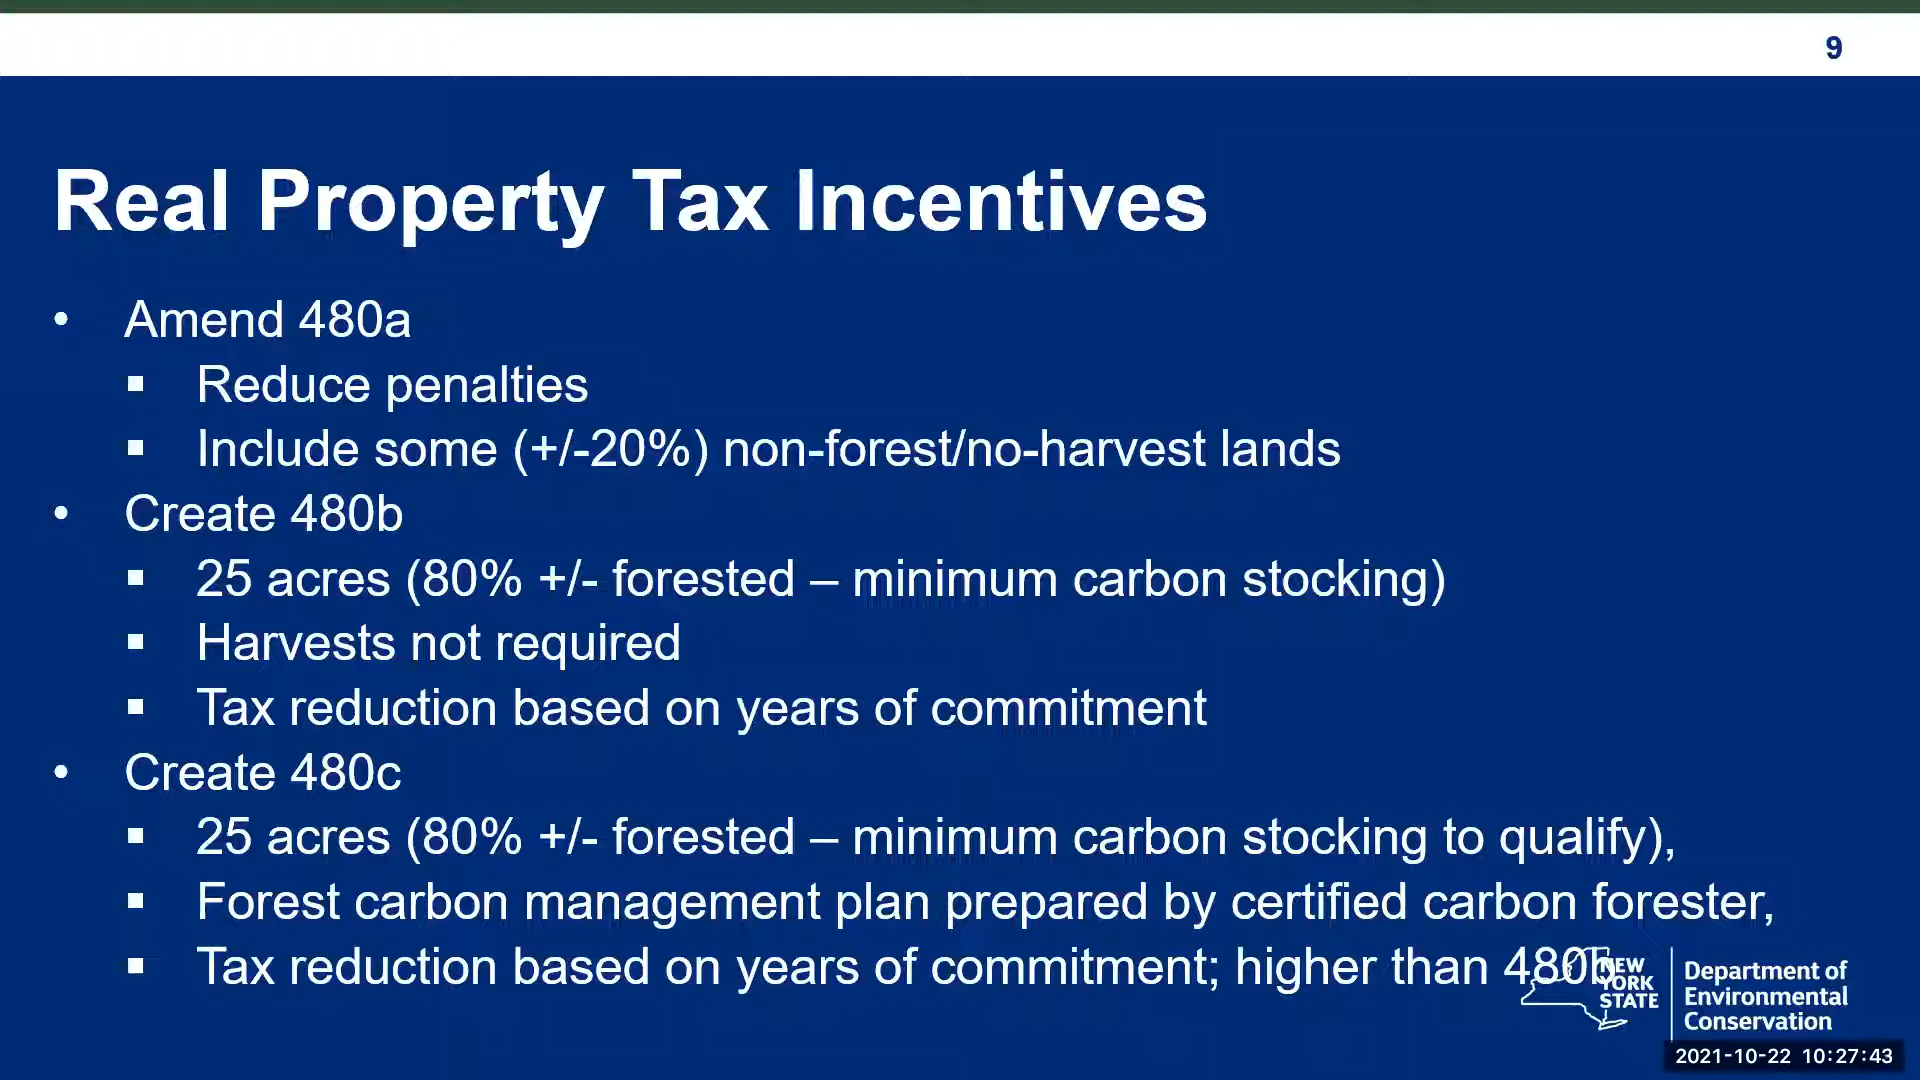 9
Real Property Tax Incentives
• Amend 480a
▪ Reduce penalties
▪ Include some (+/-20%) non-forest/no-harvest lands
• Create 480b
▪ 25 acres (80% +/- forested – minimum carbon stocking)
▪ Harvests not required
▪ Tax reduction based on years of commitment
• Create 480c
▪ 25 acres (80% +/- forested – minimum carbon stocking to qualify),
▪ Forest carbon management plan prepared by certified carbon forester,
▪ Tax reduction based on years of commitment; higher than 480b
NEW
YORK
STATE
Department of
Environmental
Conservation
2021-10-22 10:27:43